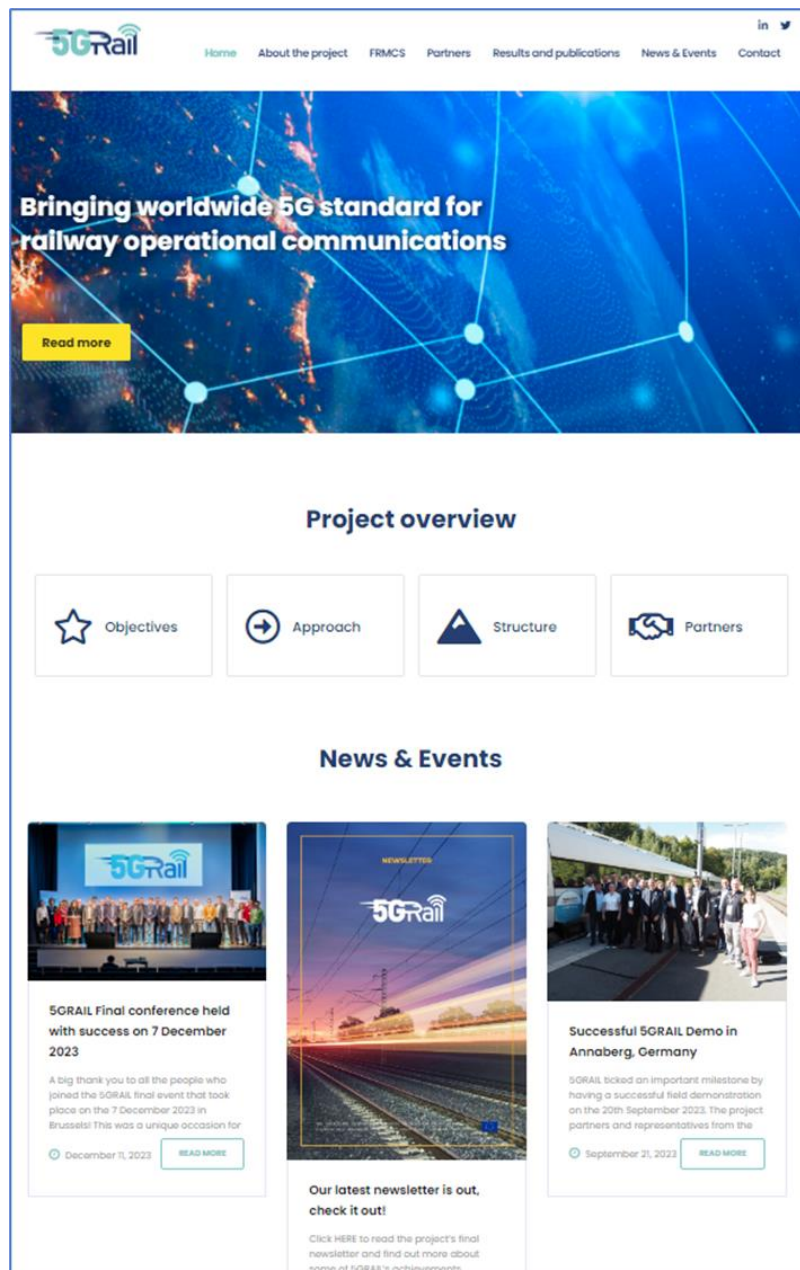 5GRail
in
Home About the project FRMCS Partners Results and publications News & Events Contact
Bringing worldwide 5G standard for
railway operational communications
Read more
Project overview
Objectives
Approach
Structure
Partners
News & Events
5GRail
5GRAIL Final conference held
with success on 7 December
2023
A big thank you to all the people who
joined the 5GRAIL final event that took
place on the 7 December 2023 in
Brussels! This was a unique occasion for
December 11, 2023
READ MORE
NEWSLETTER
5GRail
Our latest newsletter is out,
check it out!
Click HERE to read the project's final
newsletter and find out more about
some of 5GRAIL's achievements
Successful 5GRAIL Demo in
Annaberg, Germany
5GRAIL ticked an important milestone by
having a successful field demonstration
on the 20th September 2023. The project
partners and representatives from the
September 21, 2023
READ MORE